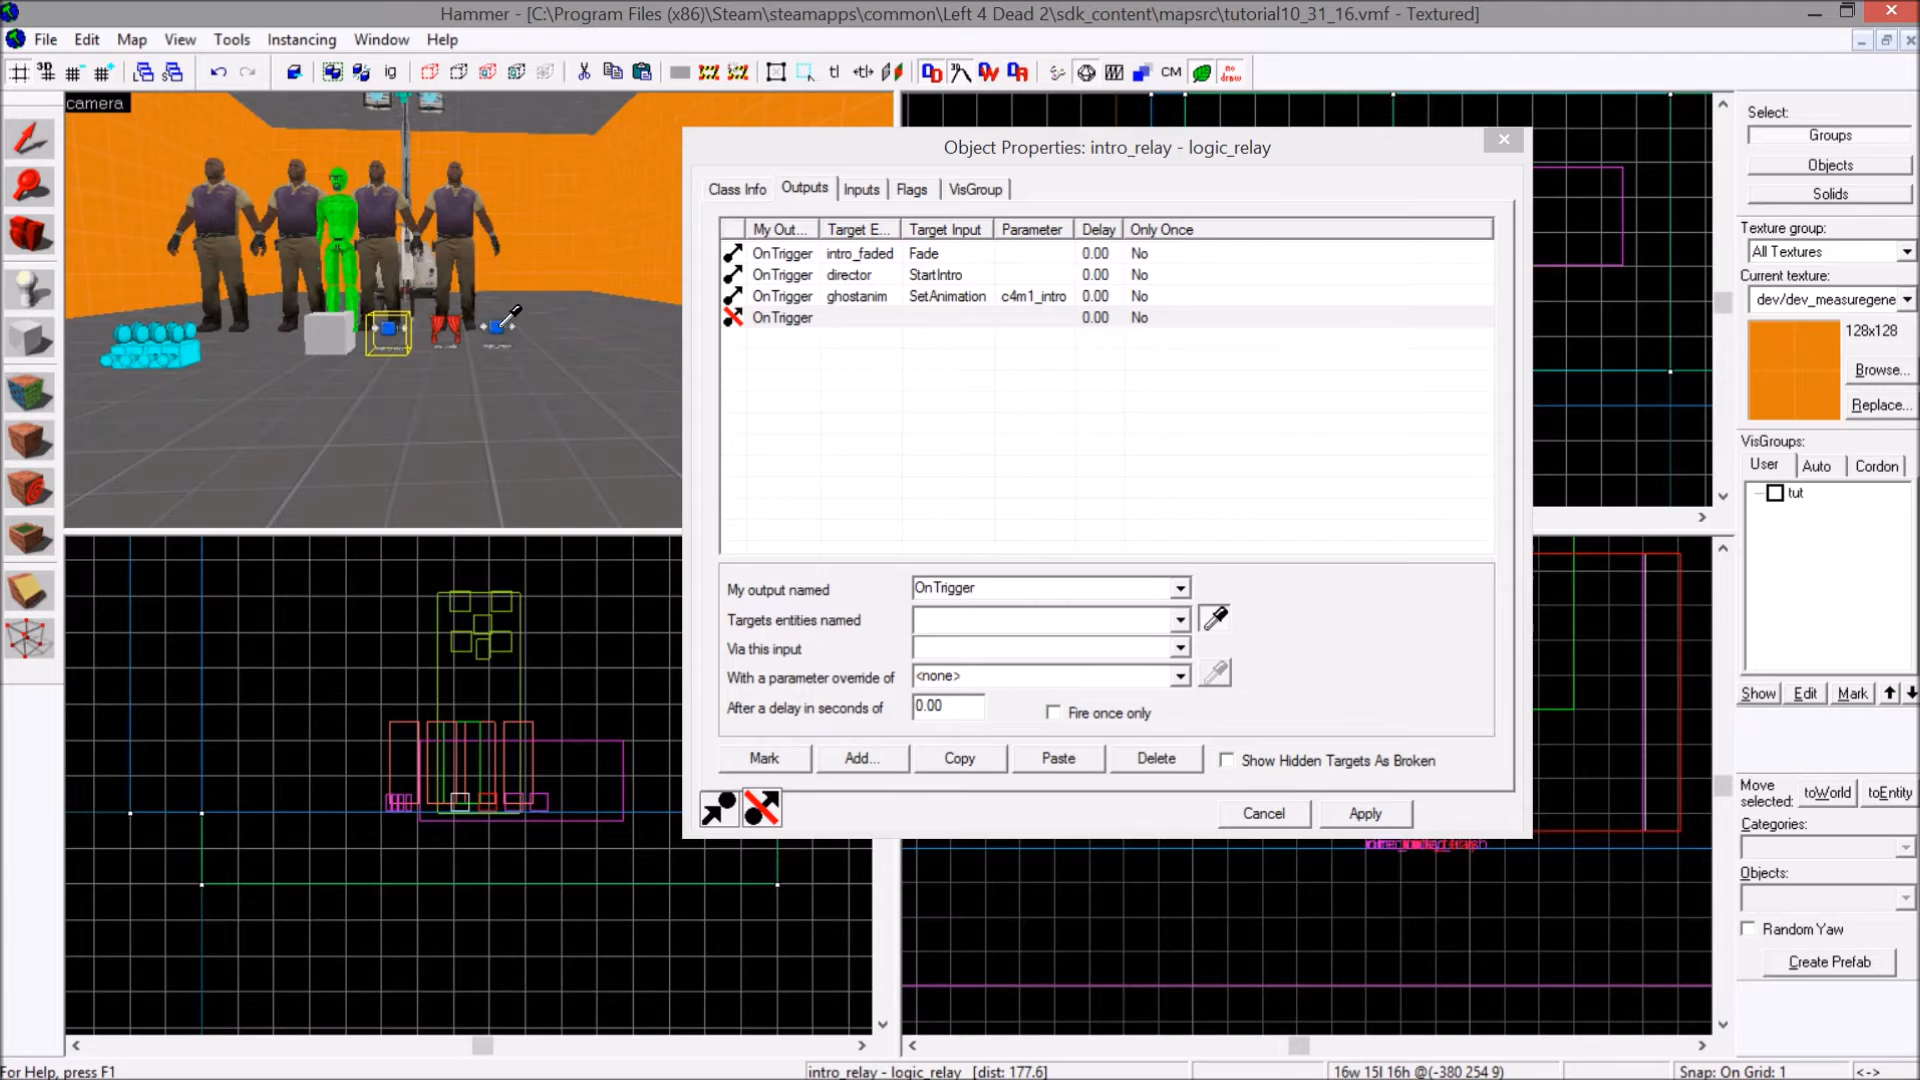 Hammer - [C:\Program Files (x86)\Steam\steamapps\common\Left 4 Dead 2\sdk_content\mapsrc\tutorial10_31_16.vmf - Textured]
File Edit Map View Tools Instancing Window Help
3D ig tl +tl+ CM no draw
camera
Select:
Groups
Objects
Solids
Texture group:
All Textures
Current texture:
dev/dev_measuregene
128x128
Browse...
Replace...
VisGroups:
User Auto Cordon
tut
Show Edit Mark
Move selected: toWorld toEntity
Categories:
Objects:
Random Yaw
Create Prefab
Object Properties: intro_relay - logic_relay
Class Info Outputs Inputs Flags VisGroup
My Out... Target E... Target Input Parameter Delay Only Once
OnTrigger intro_faded Fade 0.00 No
OnTrigger director StartIntro 0.00 No
OnTrigger ghostanim SetAnimation c4m1_intro 0.00 No
OnTrigger 0.00 No
My output named OnTrigger
Targets entities named
Via this input
With a parameter override of <none>
After a delay in seconds of 0.00 Fire once only
Mark Add... Copy Paste Delete Show Hidden Targets As Broken
Cancel Apply
For Help, press F1
intro_relay - logic_relay [dist: 177.6]
16w 15l 16h @(-380 254 9)
Snap: On Grid: 1
<->